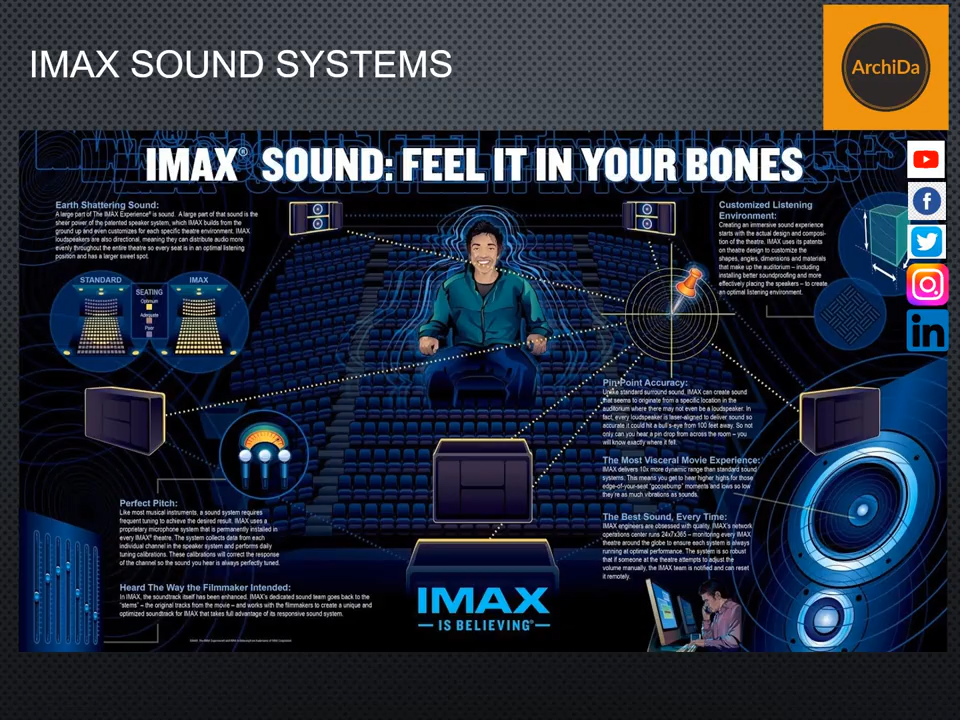 IMAX SOUND SYSTEMS
ArchiDa
IMAX® SOUND: FEEL IT IN YOUR BONES
Earth Shattering Sound:
A large part of The IMAX Experience® is sound. A large part of that sound is the
sheer power of the patented speaker system, which IMAX builds from the
ground up and even customizes for each specific theatre environment. IMAX
loudspeakers are also directional, meaning they can distribute audio more
evenly throughout the entire theatre so every seat is in an optimal listening
position and has a larger sweet spot.
STANDARD
IMAX
SEATING
Optimum
Adequate
Poor
Customized Listening
Environment:
Creating an immersive sound experience
starts with the actual design and composi-
tion of the theatre. IMAX uses its patents
on theatre design to customize the
shapes, angles, dimensions and materials
that make up the auditorium – including
installing better soundproofing and more
effectively placing the speakers – to create
an optimal listening environment.
Pin-Point Accuracy:
Unlike standard surround sound, IMAX can create sound
that seems to originate from a specific location in the
auditorium where there may not even be a loudspeaker. In
fact, every loudspeaker is laser-aligned to deliver sound so
accurate it could hit a bull's-eye from 100 feet away. So not
only can you hear a pin drop from across the room – you
will know exactly where it fell.
The Most Visceral Movie Experience:
IMAX delivers 10x more dynamic range than standard sound
systems. This means you get to hear higher highs for those
edge-of-your-seat "goosebump" moments and lows so low
they're as much vibrations as sounds.
The Best Sound, Every Time:
IMAX engineers are obsessed with quality. IMAX's network
operations center runs 24x7x365 – monitoring every IMAX
theatre around the globe to ensure each system is always
running at optimal performance. The system is so robust
that if someone at the theatre attempts to adjust the
volume manually, the IMAX team is notified and can reset
it remotely.
Perfect Pitch:
Like most musical instruments, a sound system requires
frequent tuning to achieve the desired result. IMAX uses a
proprietary microphone system that is permanently installed in
every IMAX® theatre. The system collects data from each
individual channel in the speaker system and performs daily
tuning calibrations. These calibrations will correct the response
of the channel so the sound you hear is always perfectly tuned.
Heard The Way the Filmmaker Intended:
In IMAX, the soundtrack itself has been enhanced. IMAX's dedicated sound team goes back to the
"stems" – the original tracks from the movie – and works with the filmmakers to create a unique and
optimized soundtrack for IMAX that takes full advantage of its proprietary sound system.
IMAX
IS BELIEVING®